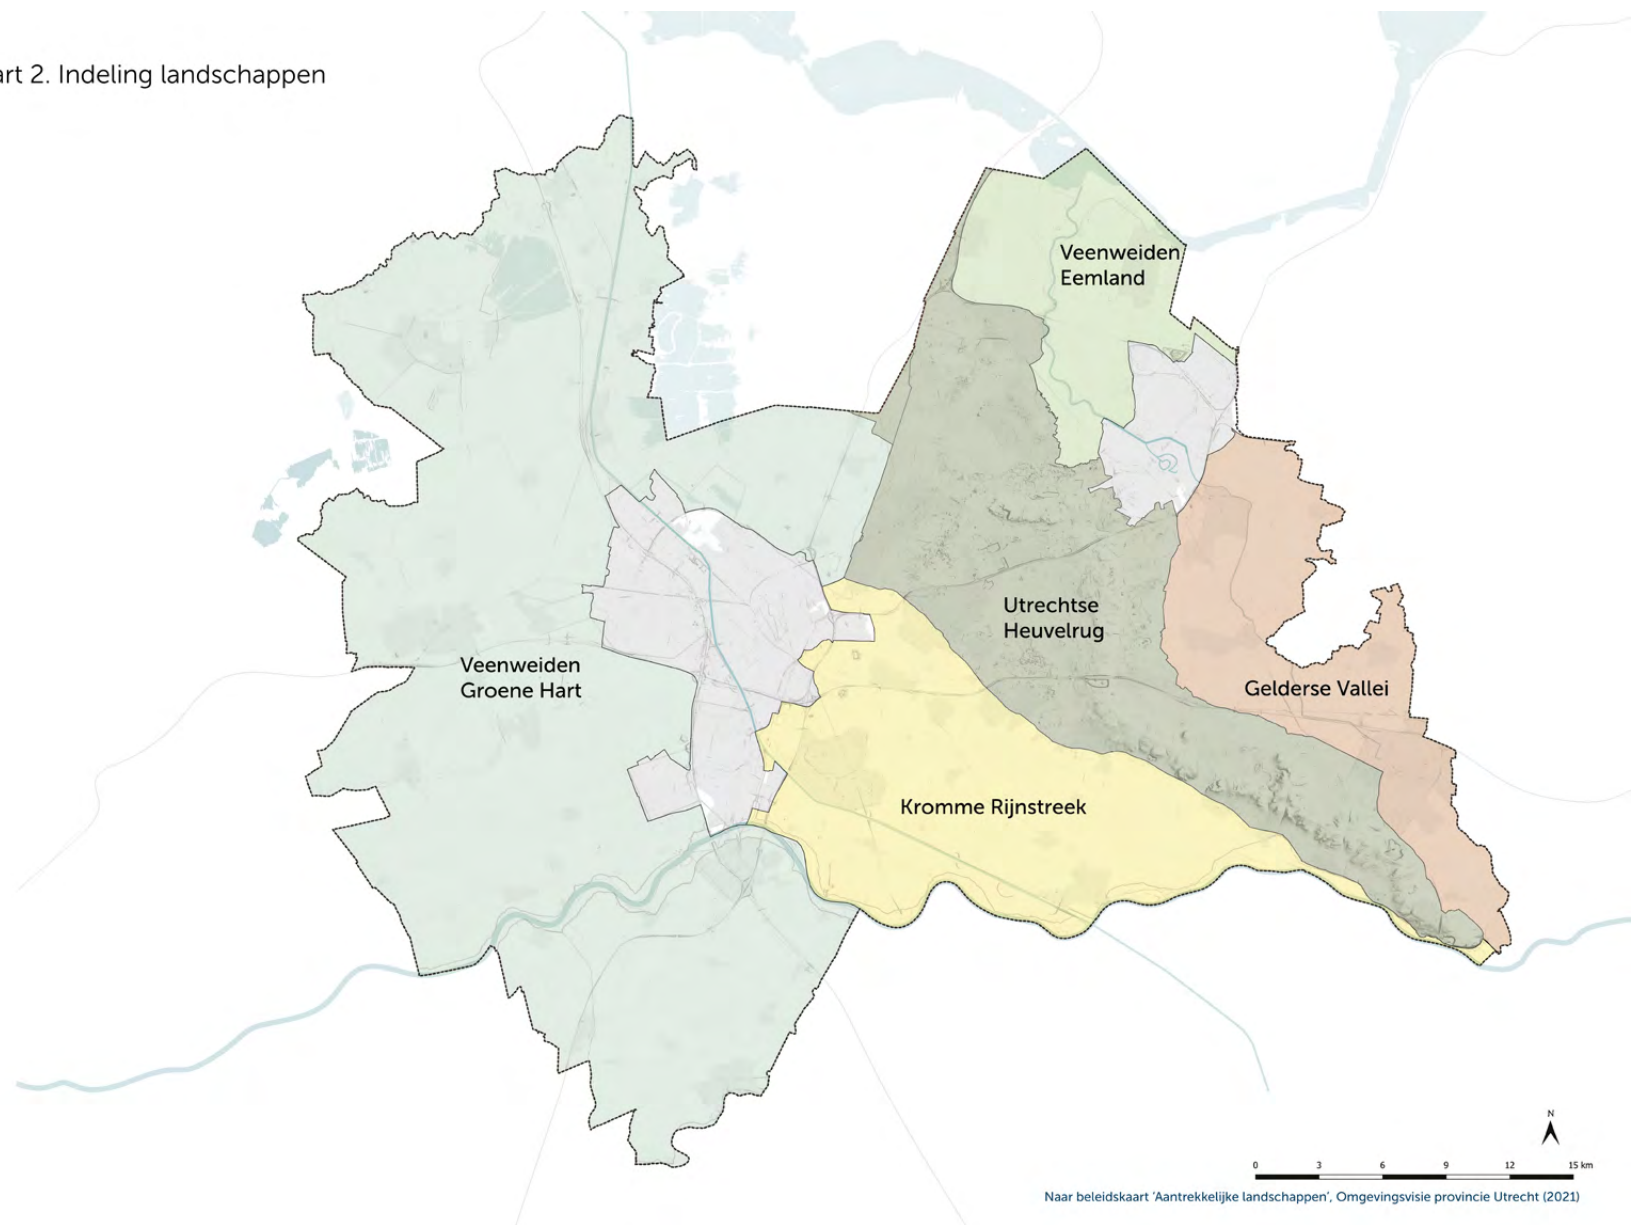 art 2. Indeling landschappen
Veenweiden
Eemland
Utrechtse
Heuvelrug
Veenweiden
Groene Hart
Gelderse Vallei
Kromme Rijnstreek
N
0 3 6 9 12 15 km
Naar beleidskaart 'Aantrekkelijke landschappen', Omgevingsvisie provincie Utrecht (2021)